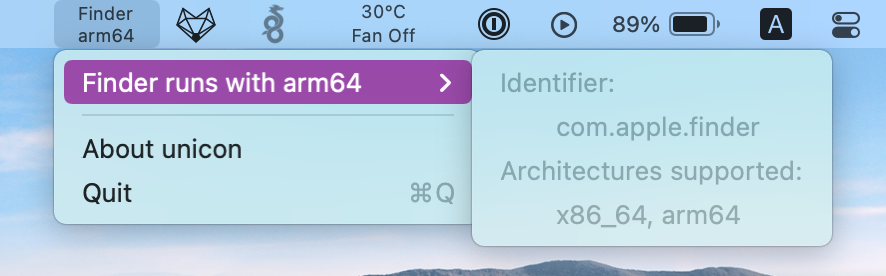 Finder
arm64
30°C
Fan Off
89%
A
Finder runs with arm64
About unicon
Quit ⌘Q
Identifier:
com.apple.finder
Architectures supported:
x86_64, arm64